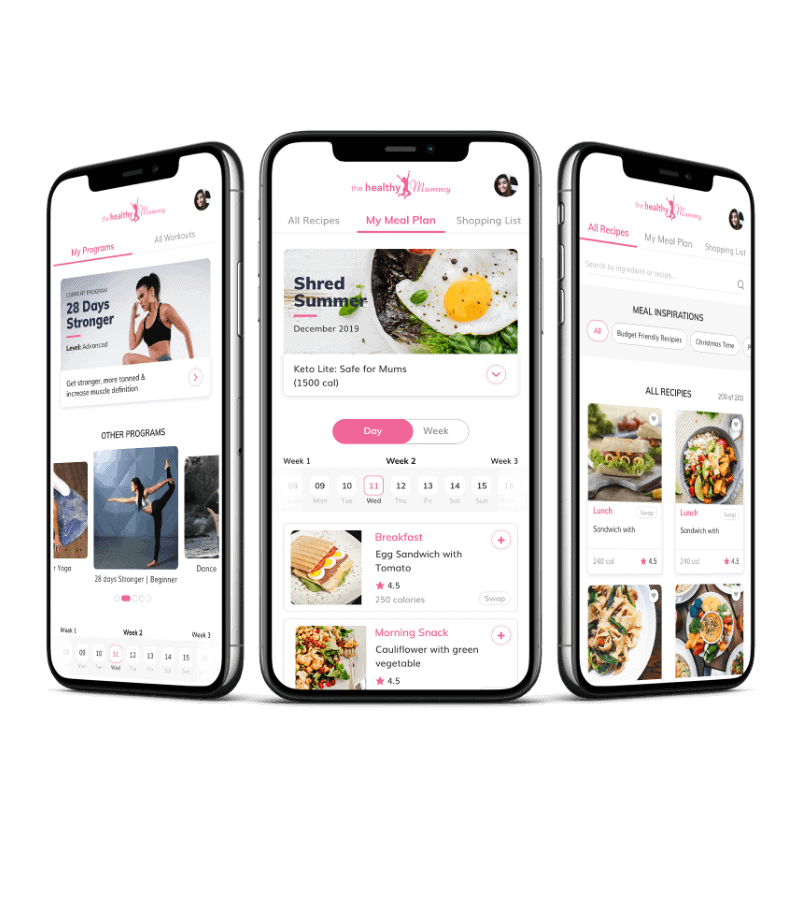 the healthy Mummy
My Programs
All Workouts
CURRENT PROGRAM
28 Days
Stronger
Level: Advanced
Get stronger, more tonned &
increase muscle definition
OTHER PROGRAMS
r Yoga
28 days Stronger | Beginner
Dance
Week 1
Week 2
Week 3
08 09 10 11 12 13 14 15 16
Mon Tue Wed Thu Fri Sat Sun
the healthy Mummy
All Recipes
My Meal Plan
Shopping List
Shred
Summer
December 2019
Keto Lite: Safe for Mums
(1500 cal)
Day
Week
Week 1
Week 2
Week 3
08 09 10 11 12 13 14 15 16
Mon Tue Wed Thu Fri Sat Sun
Breakfast
Egg Sandwich with
Tomato
4.5
250 calories
Swap
Morning Snack
Cauliflower with green
vegetable
4.5
the healthy Mummy
All Recipes
My Meal Plan
Shopping List
Search by ingredient or recipe...
MEAL INSPIRATIONS
All
Budget Friendly Recipies
Christmas Time
ALL RECIPIES
200 of 203
Lunch
Swap
Sandwich with
240 cal
4.5
Lunch
Swap
Sandwich with
240 cal
4.5